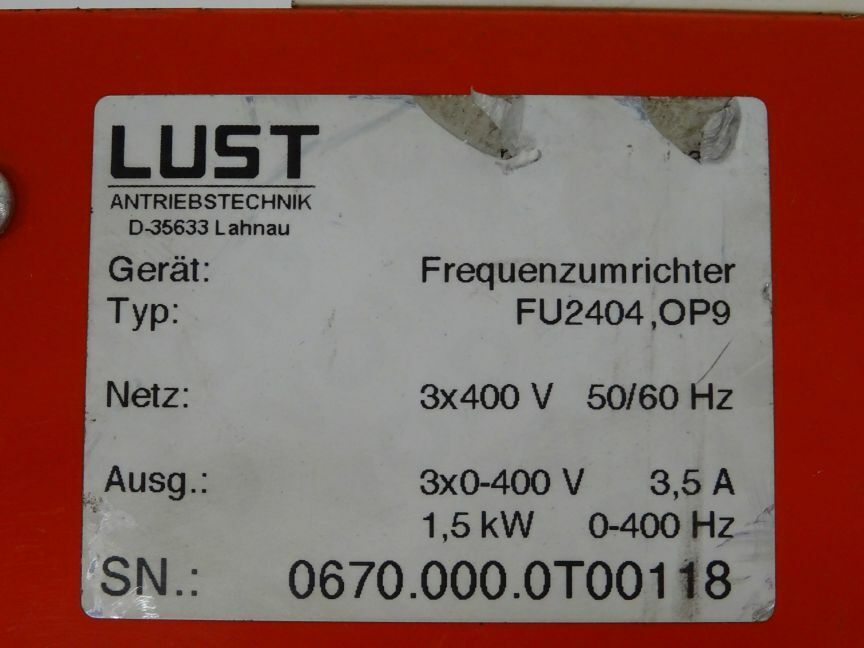 LUST
ANTRIEBSTECHNIK
D-35633 Lahnau
Gerät: Frequenzumrichter
Typ: FU2404,OP9
Netz: 3x400 V 50/60 Hz
Ausg.: 3x0-400 V 3,5 A
1,5 kW 0-400 Hz
SN.: 0670.000.0T00118